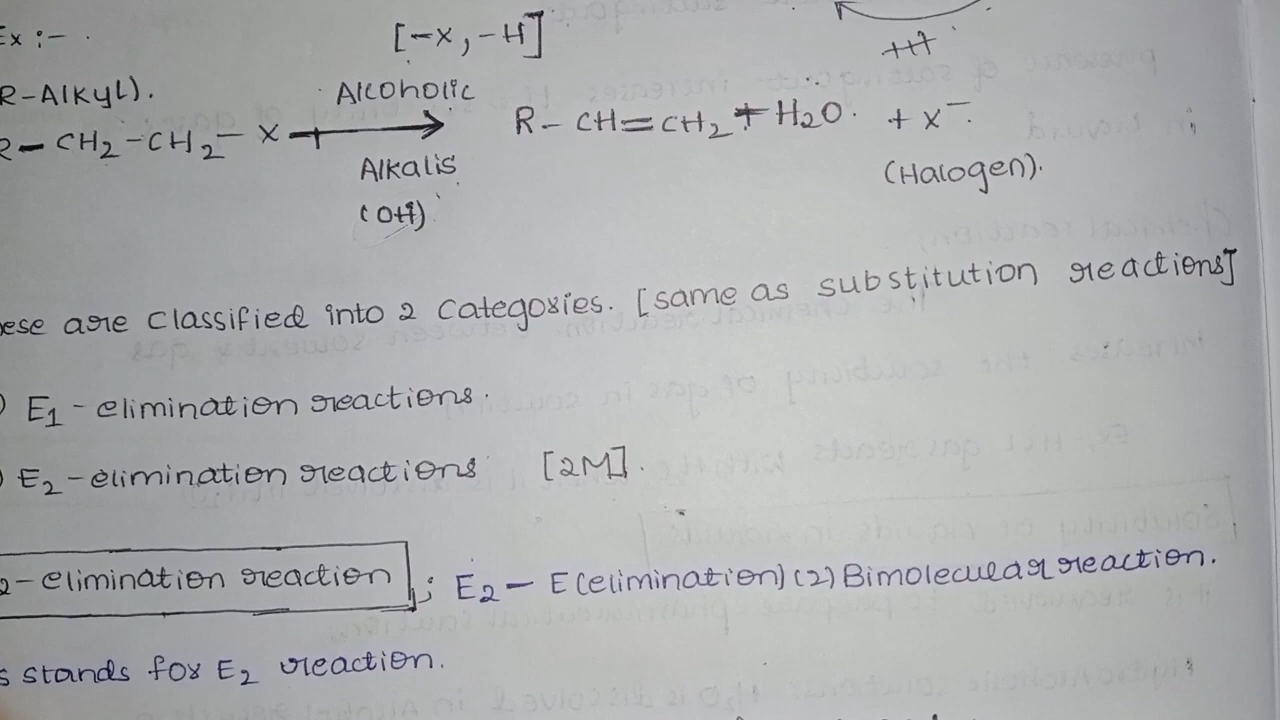 Ex :- .
[-X, -H]
R-Alkyl).
Alcoholic
R-CH2-CH2-X → R-CH=CH2+H2O. + X-.
Alkalis
(Halogen).
(OH)
ese are classified into 2 categories. [same as substitution reactions]
) E1 - elimination reactions.
) E2 - elimination reactions [2M].
2-elimination reaction ; E2 - E(elimination) (2) Bimolecular reaction.
s stands for E2 reaction.